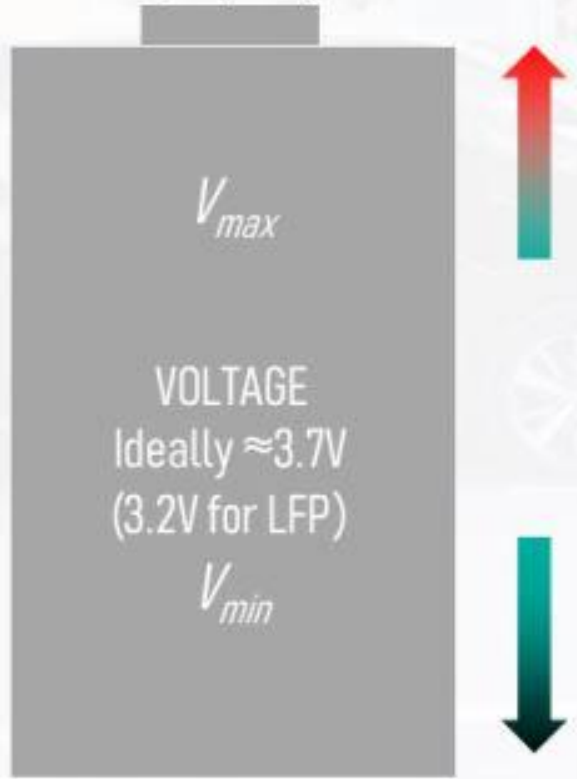 Vmax
VOLTAGE
Ideally ≈3.7V
(3.2V for LFP)
Vmin